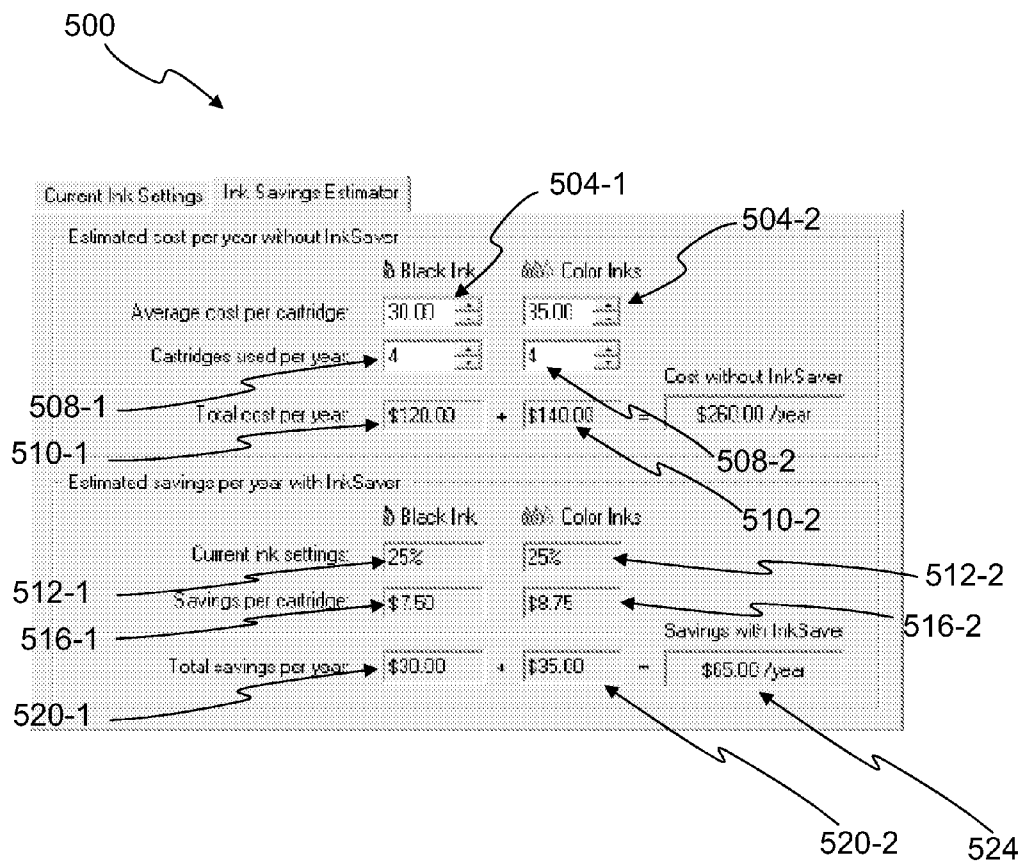 500
Current Ink Settings Ink Savings Estimator
504-1
504-2
Estimated cost per year without InkSaver
Black Ink Color Inks
Average cost per cartridge: 30.00 35.00
Cartridges used per year: 4 4
Cost without InkSaver
508-1
Total cost per year: $120.00 + $140.00 = $260.00 /year
510-1
508-2
Estimated savings per year with InkSaver
510-2
Black Ink Color Inks
Current ink settings: 25% 25%
512-1
512-2
Savings per cartridge: $7.50 $8.75
516-1
516-2
Savings with InkSaver
Total savings per year: $30.00 + $35.00 = $65.00 /year
520-1
520-2
524